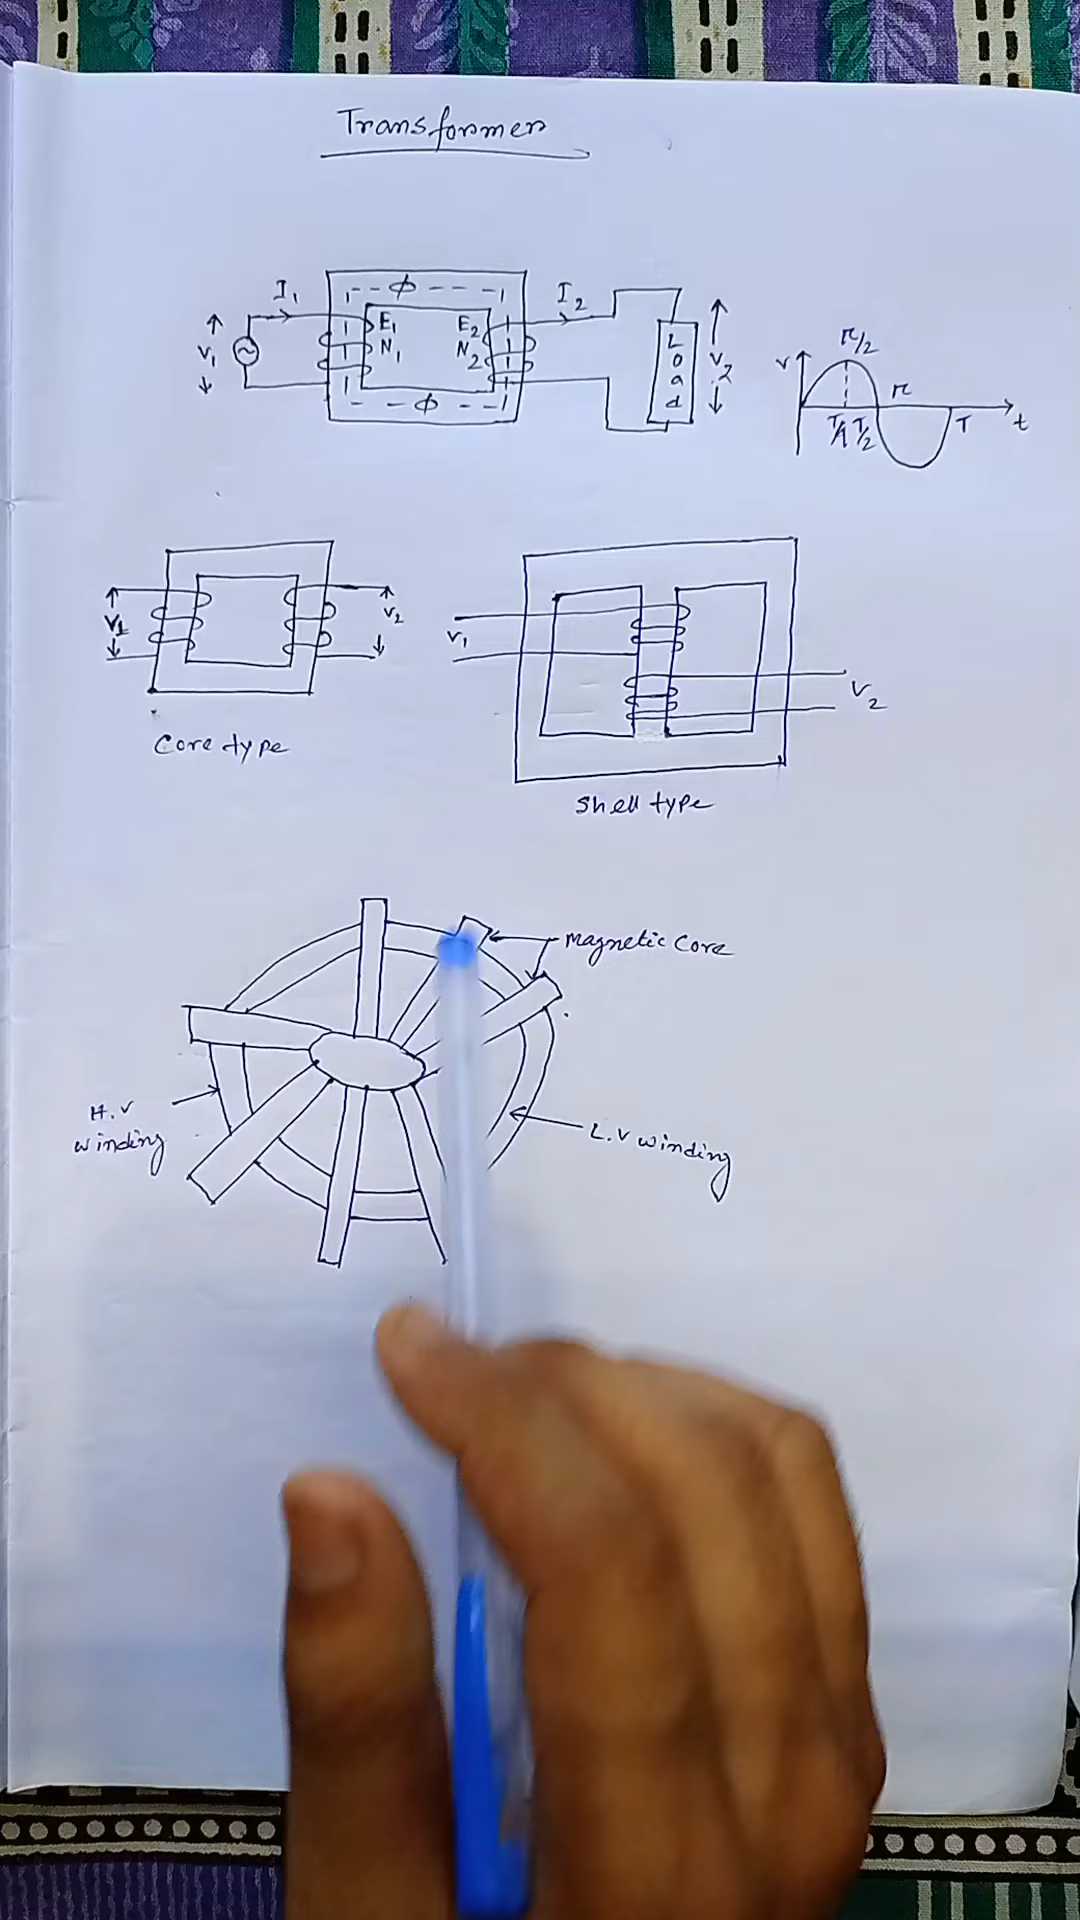 Transformer
I₁
Φ
I₂
V₁
E₁
N₁
E₂
N₂
Load
V₂
Φ
V
π/2
π
T/4
T/2
T
t
V₁
V₂
Core type
V₁
V₂
Shell type
Magnetic Core
H.V
winding
L.V winding